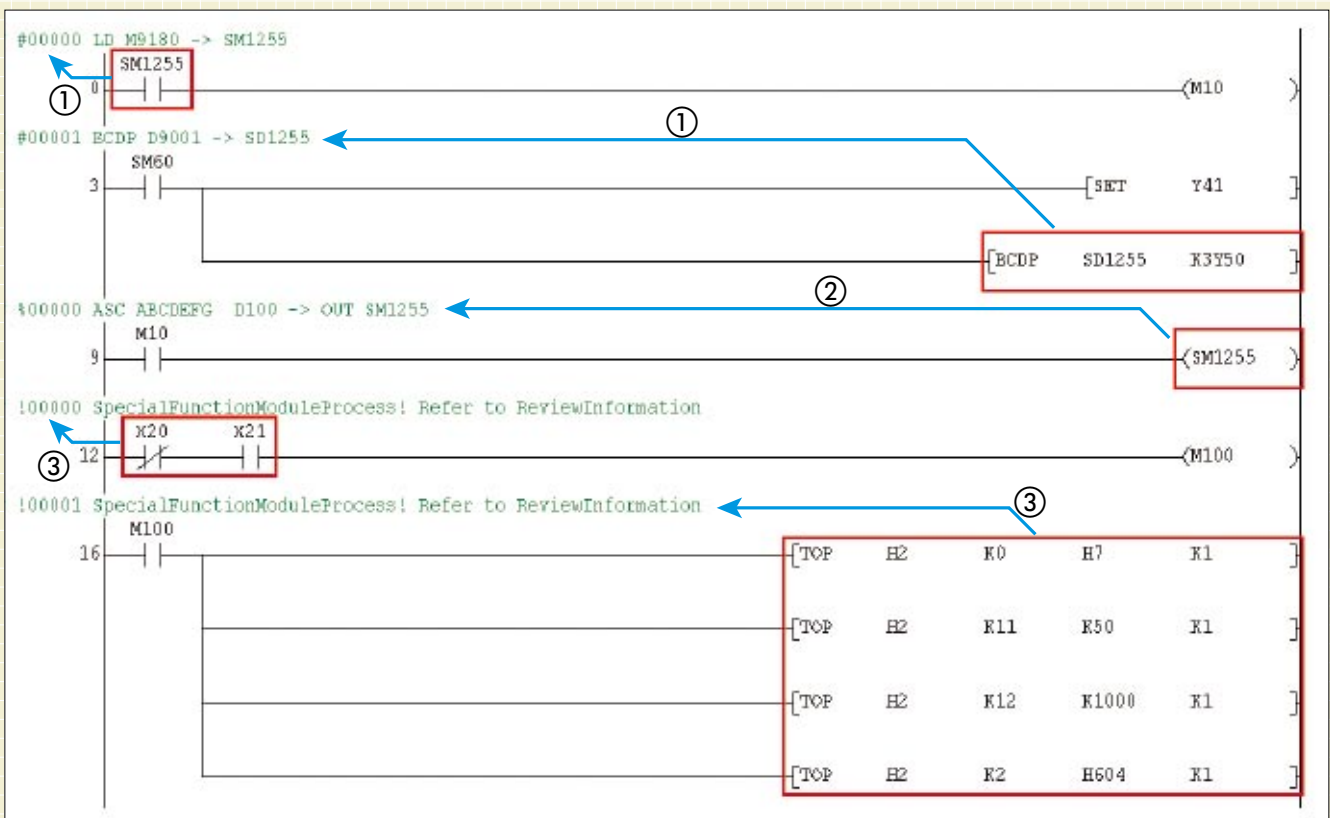 #00000 LD M9180 -> SM1255
SM1255
①
0
(M10 )
#00001 BCDP D9001 -> SD1255
①
SM60
3
[SET Y41 ]
[BCDP SD1255 K3Y50 ]
②
%00000 ASC ABCDEFG D100 -> OUT SM1255
M10
9
(SM1255 )
!00000 SpecialFunctionModuleProcess! Refer to ReviewInformation
X20 X21
③
12
(M100 )
!00001 SpecialFunctionModuleProcess! Refer to ReviewInformation
③
M100
16
[TOP H2 K0 H7 K1 ]
[TOP H2 K11 K50 K1 ]
[TOP H2 K12 K1000 K1 ]
[TOP H2 K2 H604 K1 ]